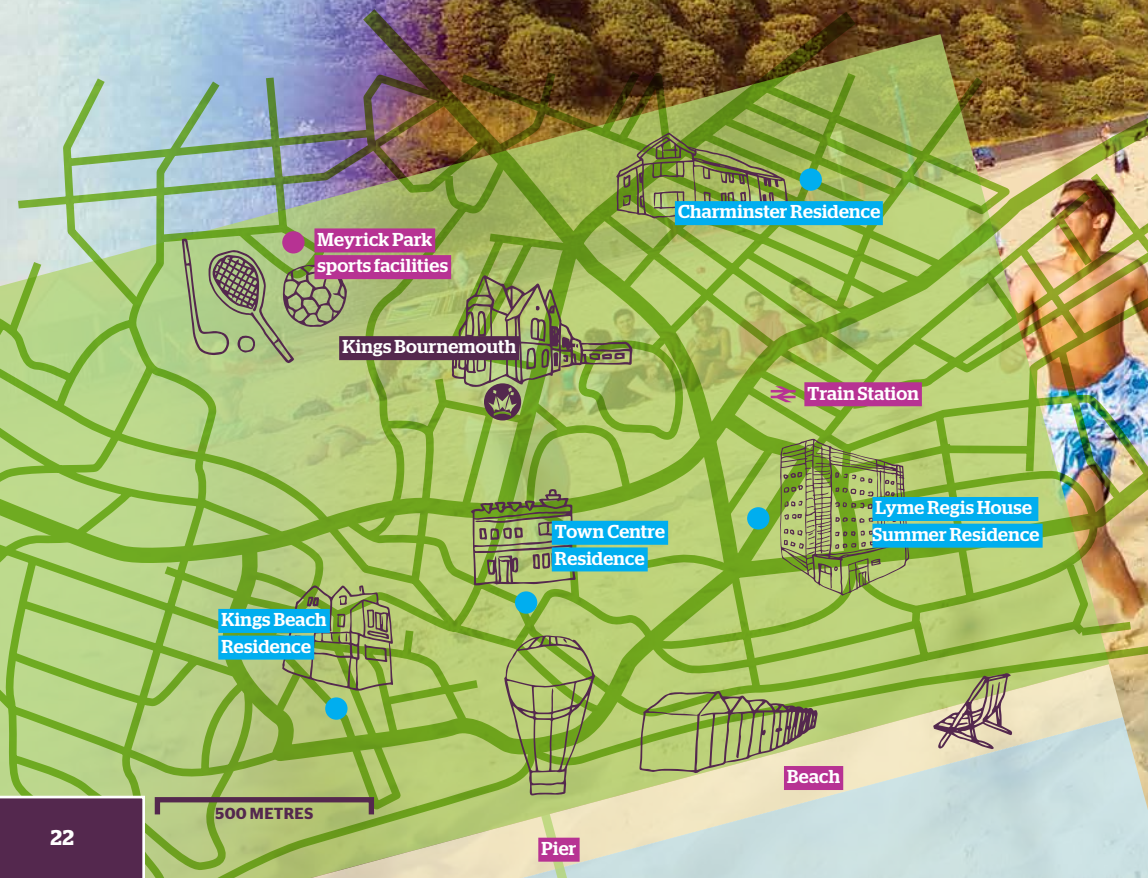 Charminster Residence
Meyrick Park
sports facilities
Kings Bournemouth
Train Station
Lyme Regis House
Summer Residence
Town Centre
Residence
Kings Beach
Residence
Beach
500 METRES
22
Pier